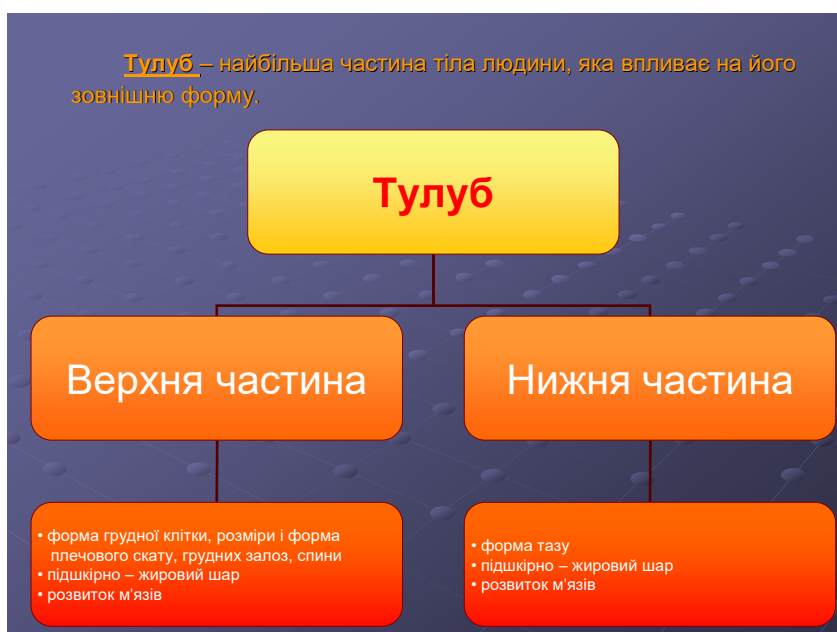 Тулуб – найбільша частина тіла людини, яка впливає на його
зовнішню форму.
Тулуб
Верхня частина
Нижня частина
• форма грудної клітки, розміри і форма
плечового скату, грудних залоз, спини
• підшкірно – жировий шар
• розвиток м'язів
• форма тазу
• підшкірно – жировий шар
• розвиток м'язів